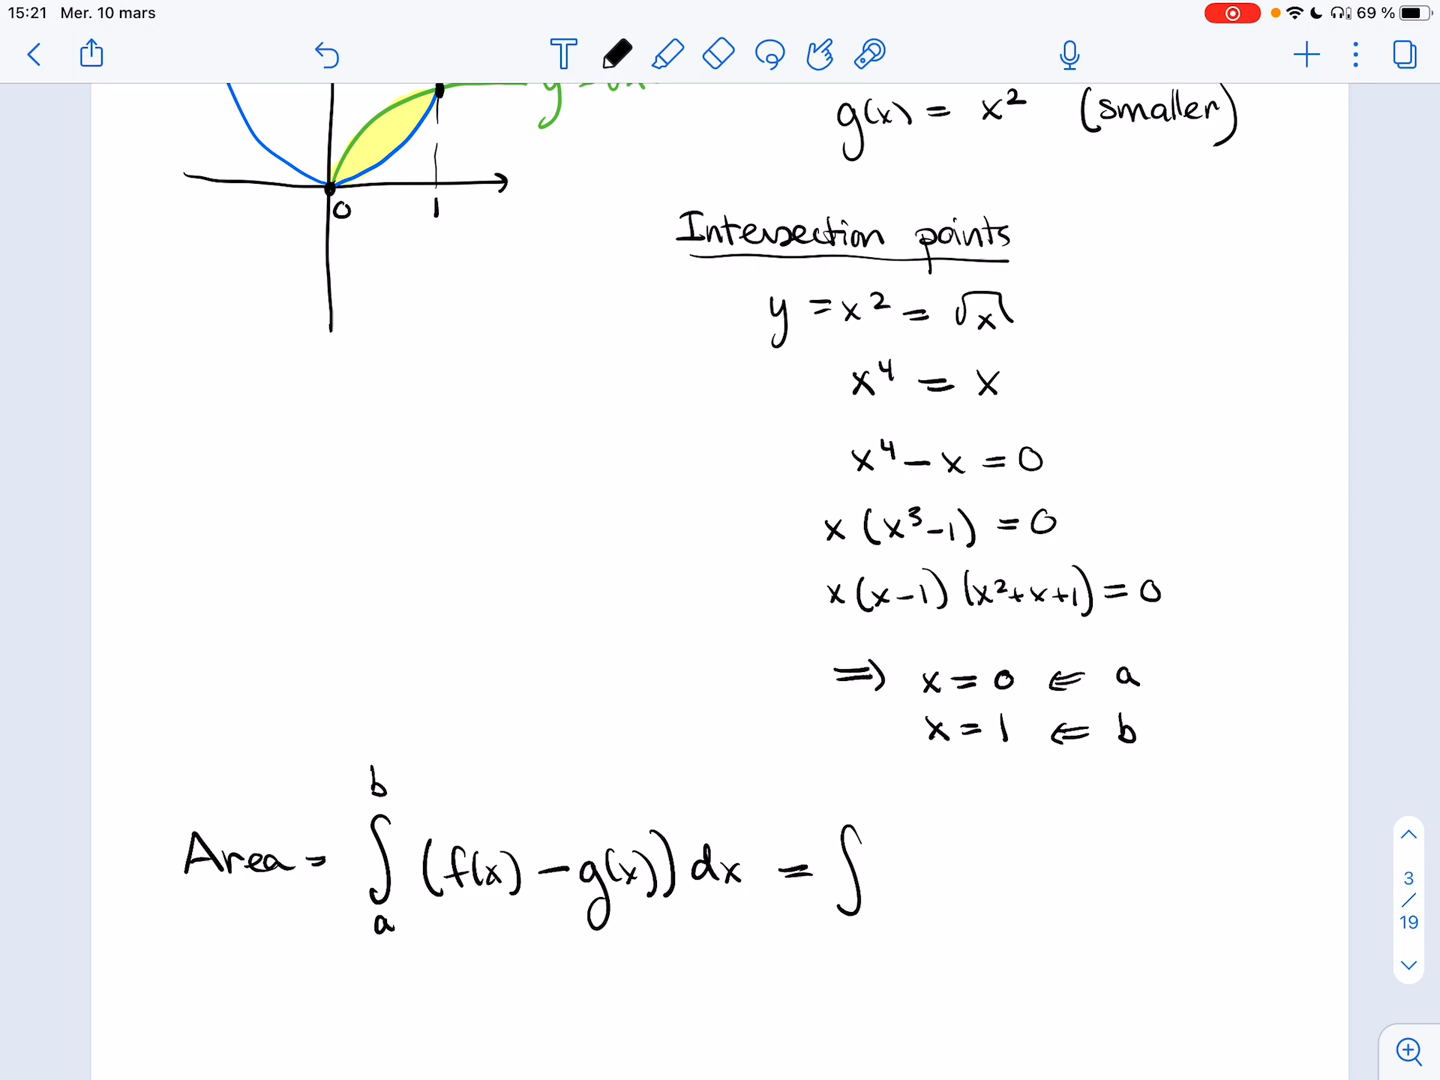 15:21 Mer. 10 mars 69 %
g(x) = x² (smaller)
0 1
Intersection points
y = x² = √x
x⁴ = x
x⁴ − x = 0
x (x³−1) = 0
x (x−1) (x²+x+1) = 0
⇒ x = 0 ⇐ a
x = 1 ⇐ b
Area = ∫ₐᵇ (f(x) − g(x)) dx = ∫
3
/
19